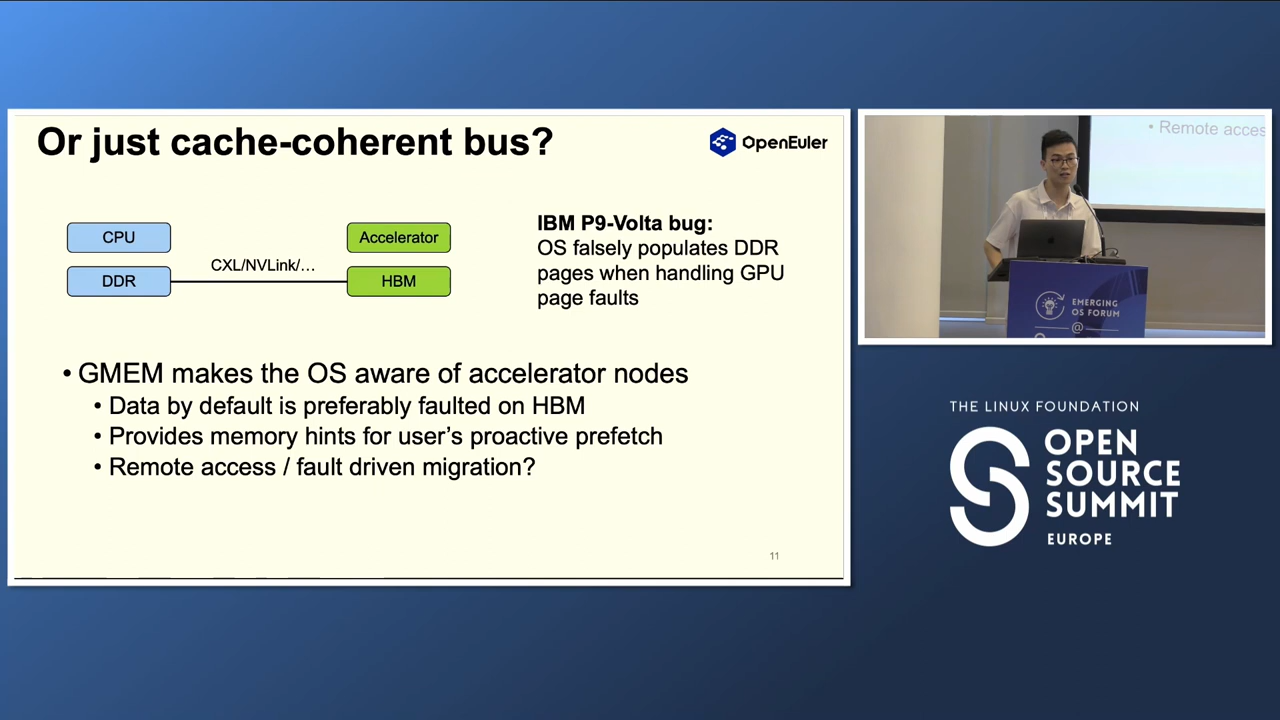 Or just cache-coherent bus?
OpenEuler
CPU
Accelerator
CXL/NVLink/…
DDR
HBM
IBM P9-Volta bug:
OS falsely populates DDR
pages when handling GPU
page faults
• GMEM makes the OS aware of accelerator nodes
• Data by default is preferably faulted on HBM
• Provides memory hints for user’s proactive prefetch
• Remote access / fault driven migration?
11
• Remote acces
EMERGING
OS FORUM
@
THE LINUX FOUNDATION
OPEN
SOURCE
SUMMIT
EUROPE